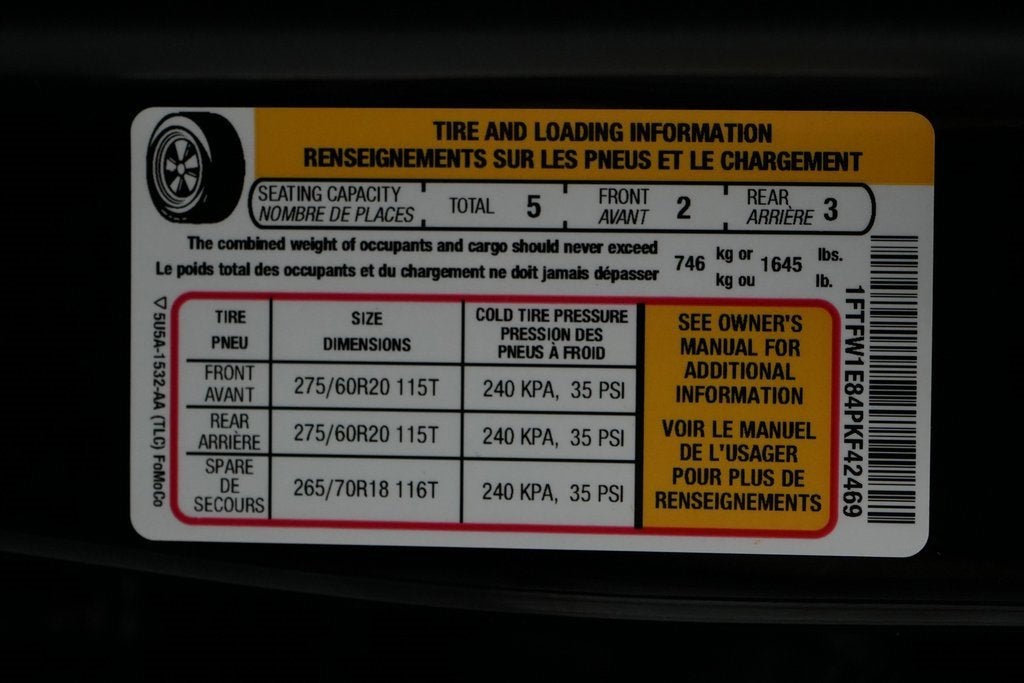 TIRE AND LOADING INFORMATION
RENSEIGNEMENTS SUR LES PNEUS ET LE CHARGEMENT
SEATING CAPACITY
NOMBRE DE PLACES
TOTAL 5
FRONT
AVANT
2
REAR
ARRIÈRE
3
The combined weight of occupants and cargo should never exceed
Le poids total des occupants et du chargement ne doit jamais dépasser
746
kg or
kg ou
1645
lbs.
lb.
TIRE
PNEU
SIZE
DIMENSIONS
COLD TIRE PRESSURE
PRESSION DES
PNEUS À FROID
FRONT
AVANT
275/60R20 115T
240 KPA, 35 PSI
REAR
ARRIÈRE
275/60R20 115T
240 KPA, 35 PSI
SPARE
DE
SECOURS
265/70R18 116T
240 KPA, 35 PSI
SEE OWNER'S
MANUAL FOR
ADDITIONAL
INFORMATION
VOIR LE MANUEL
DE L'USAGER
POUR PLUS DE
RENSEIGNEMENTS
5U5A-1532-AA (TLC) FoMoCo
1FTFW1E84PKF42469